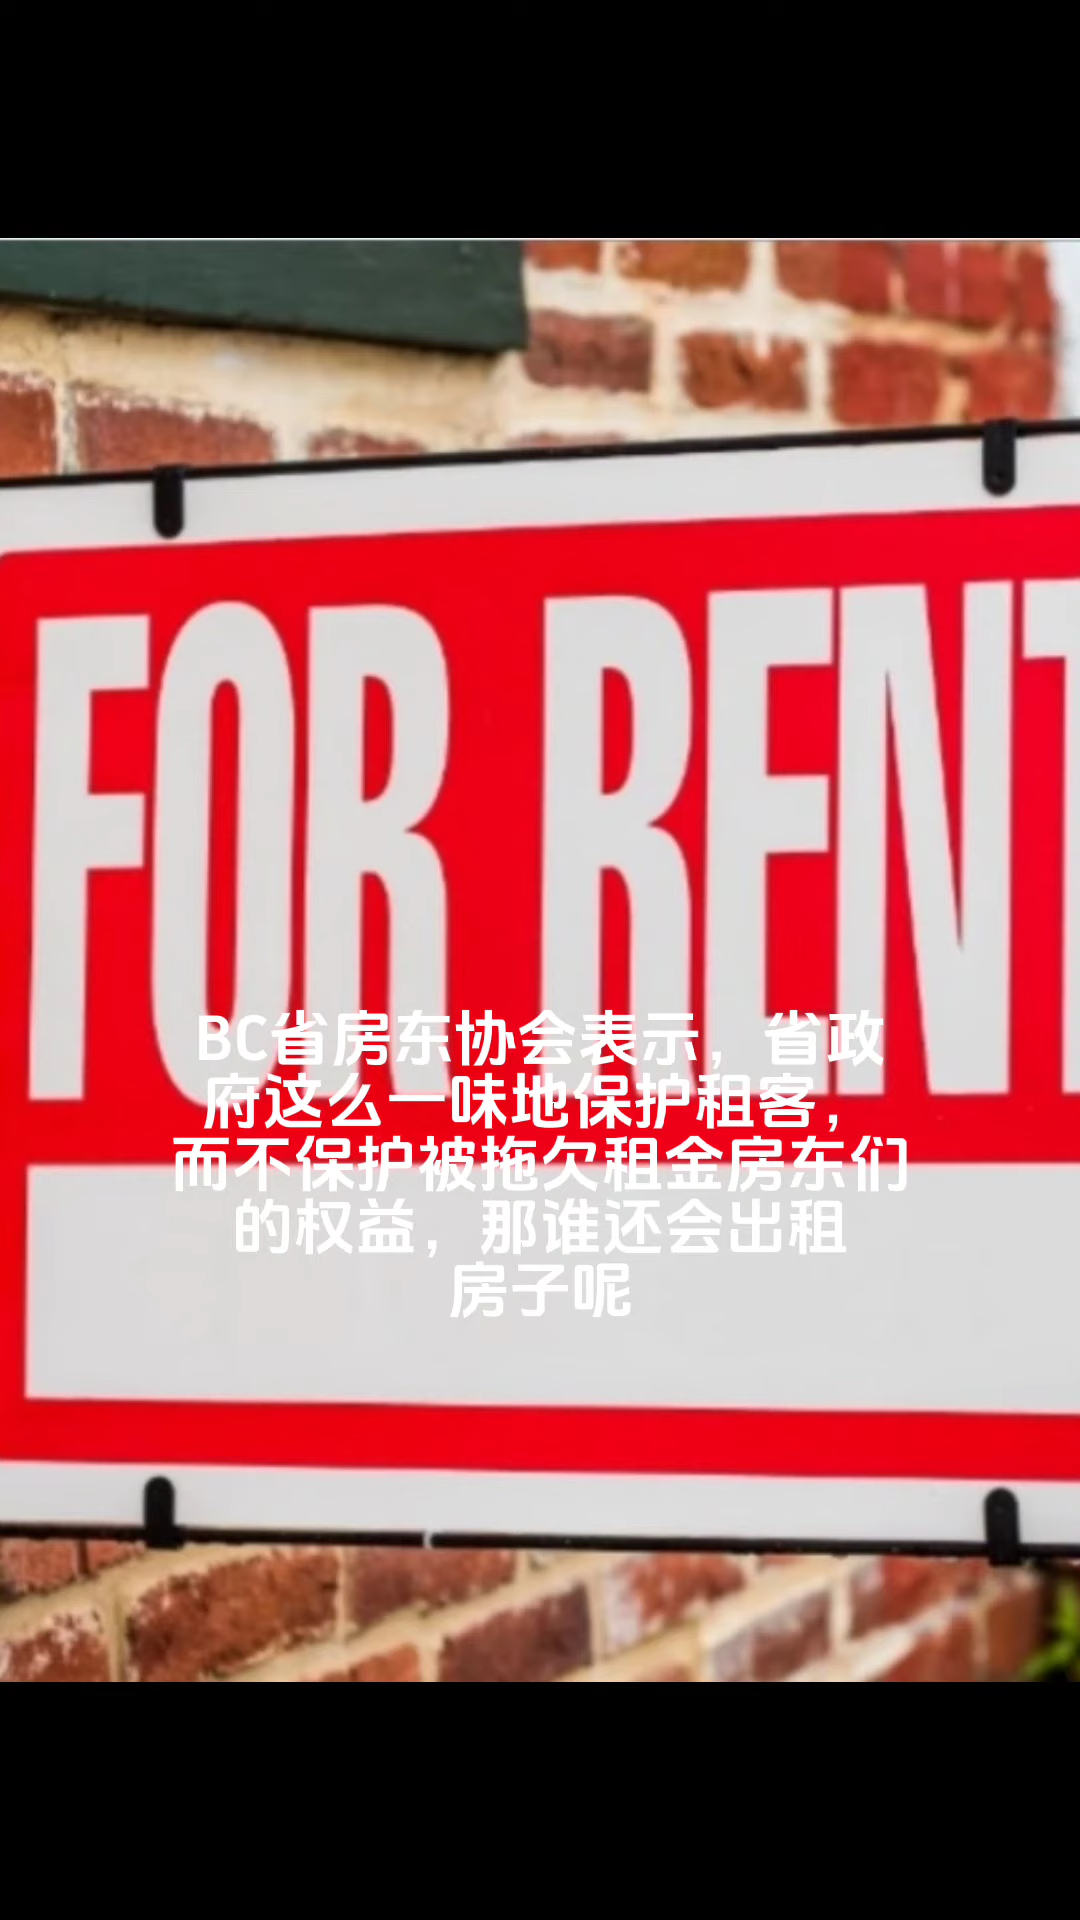 FOR RENT
BC省房东协会表示，省政
府这么一味地保护租客，
而不保护被拖欠租金房东们
的权益，那谁还会出租
房子呢